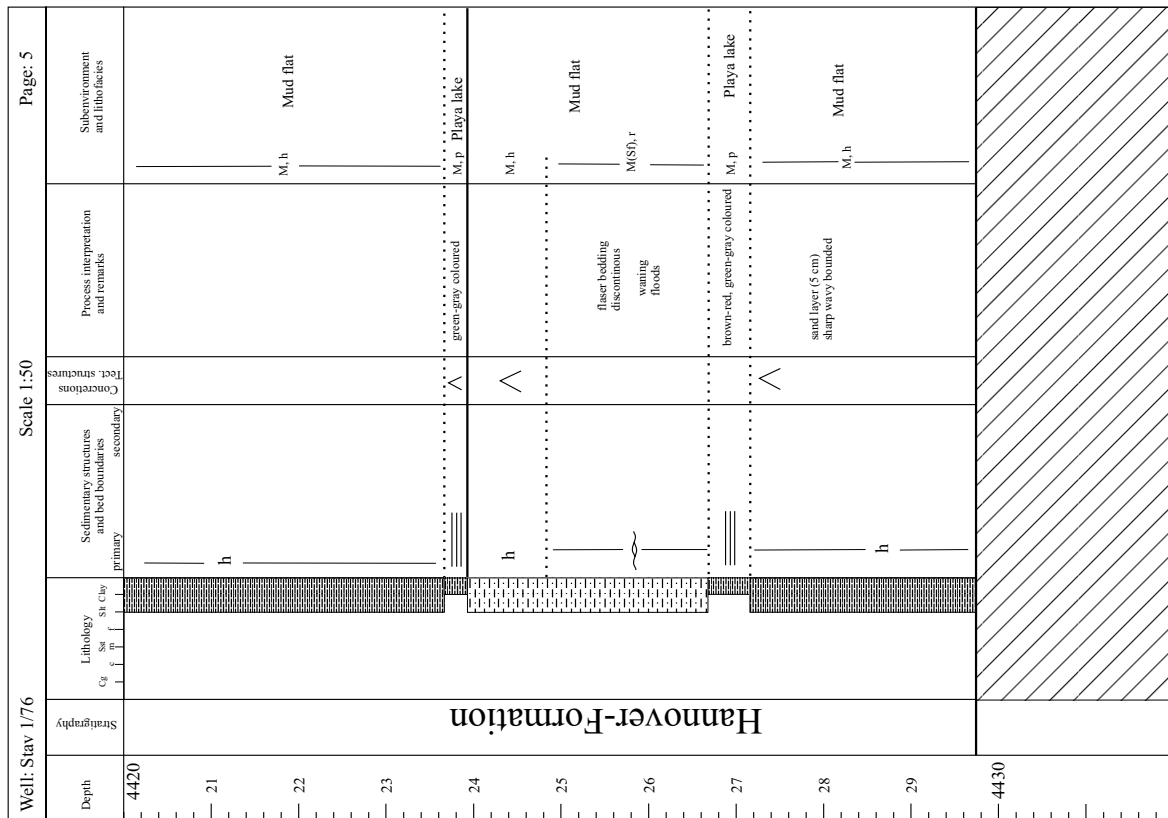 Well: Stav 1/76
Scale 1:50
Page: 5
Depth
Stratigraphy
Lithology
Cg c m f Slt Clay
Sst
Sedimentary structures
and bed boundaries
primary
secondary
Concretions
Tect. structures
Process interpretation
and remarks
Subenvironment
and lithofacies
4420
21
22
23
24
25
26
27
28
29
4430
Hannover-Formation
h
M, h
Mud flat
green-gray coloured
M, p
Playa lake
h
M, h
Mud flat
flaser bedding
discontinous
waning
floods
M(Sf), r
brown-red, green-gray coloured
M, p
Playa lake
h
sand layer (5 cm)
sharp wavy bounded
M, h
Mud flat